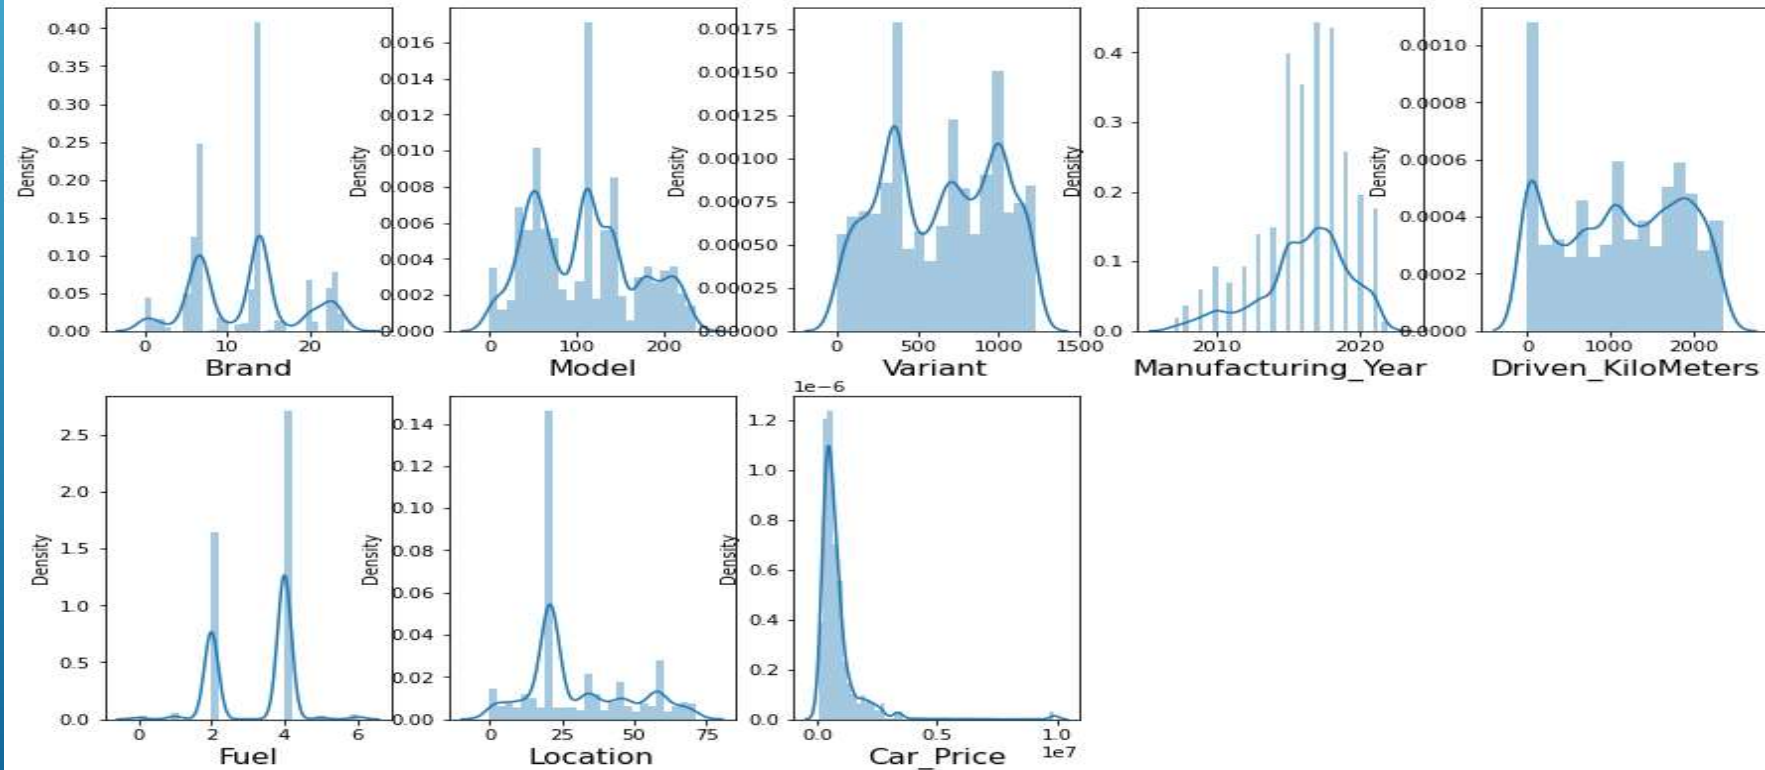 0.40
0.35
0.30
0.25
0.20
0.15
0.10
0.05
0.00
Density
0 10 20
Brand
0.016
0.014
0.012
0.010
0.008
0.006
0.004
0.002
0.000
Density
0 100 200
Model
0.00175
0.00150
0.00125
0.00100
0.00075
0.00050
0.00025
0.00000
Density
0 500 1000 1500
Variant
0.4
0.3
0.2
0.1
0.0
Density
2010 2020
Manufacturing_Year
0.0010
0.0008
0.0006
0.0004
0.0002
0.0000
Density
0 1000 2000
Driven_KiloMeters
2.5
2.0
1.5
1.0
0.5
0.0
Density
0 2 4 6
Fuel
0.14
0.12
0.10
0.08
0.06
0.04
0.02
0.00
Density
0 25 50 75
Location
1e−6
1.2
1.0
0.8
0.6
0.4
0.2
0.0
Density
0.0 0.5 1.0
1e7
Car_Price